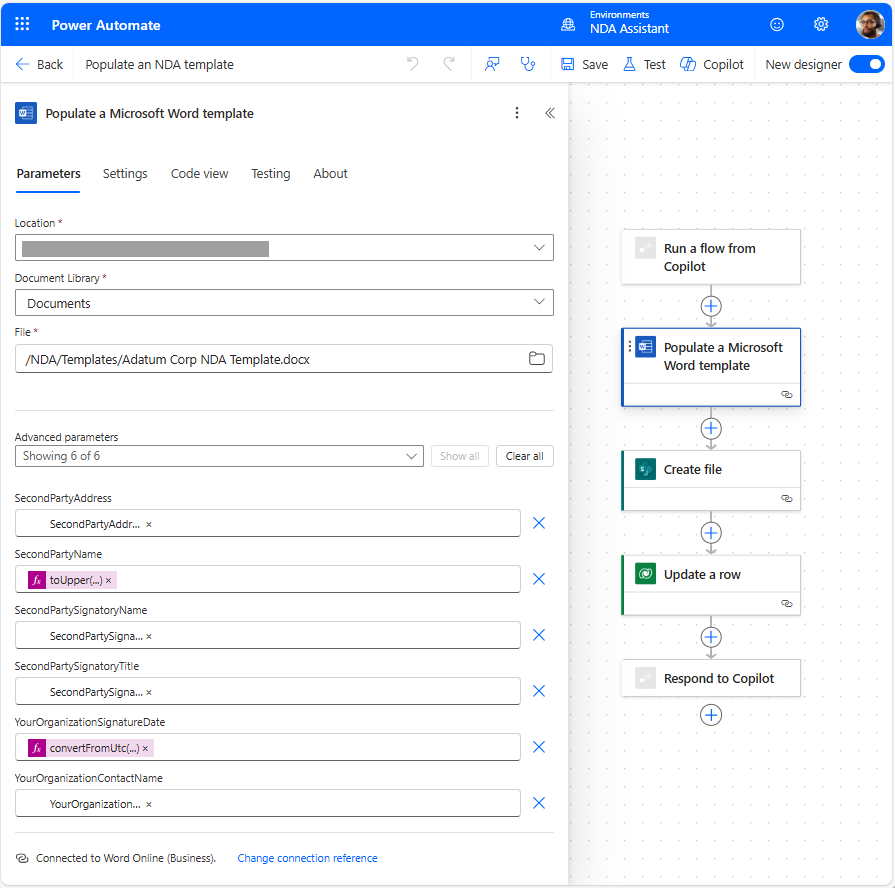 Power Automate
Environments
NDA Assistant
Back
Populate an NDA template
Save
Test
Copilot
New designer
Populate a Microsoft Word template
Parameters
Settings
Code view
Testing
About
Location *
Document Library *
Documents
File *
/NDA/Templates/Adatum Corp NDA Template.docx
Advanced parameters
Showing 6 of 6
Show all
Clear all
SecondPartyAddress
SecondPartyAddr... ×
SecondPartyName
fx toUpper(...) ×
SecondPartySignatoryName
SecondPartySigna... ×
SecondPartySignatoryTitle
SecondPartySigna... ×
YourOrganizationSignatureDate
fx convertFromUtc(...) ×
YourOrganizationContactName
YourOrganization... ×
Connected to Word Online (Business).
Change connection reference
Run a flow from
Copilot
Populate a Microsoft
Word template
Create file
Update a row
Respond to Copilot